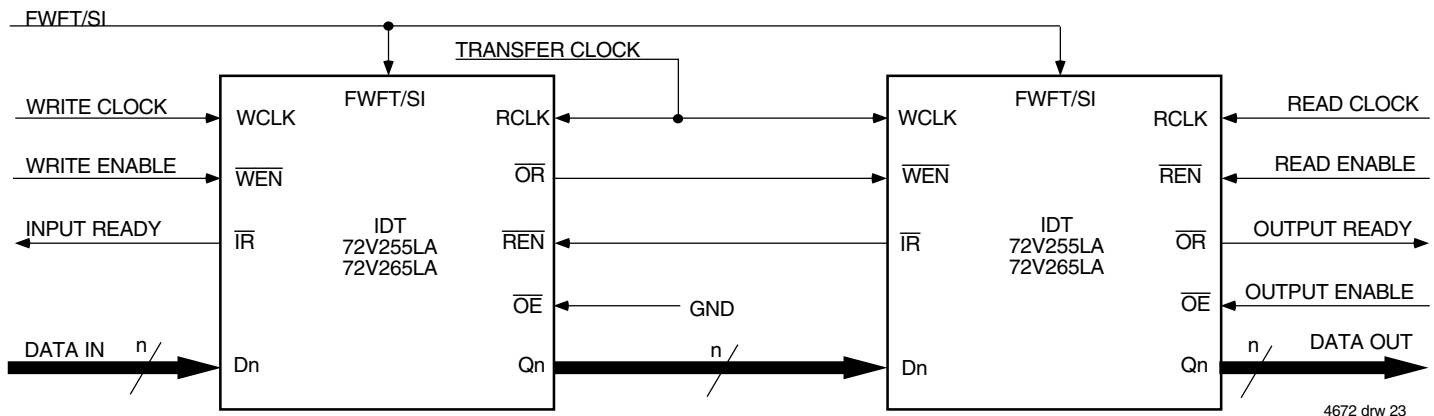 FWFT/SI
TRANSFER CLOCK
FWFT/SI
FWFT/SI
WRITE CLOCK
WCLK
RCLK
WCLK
RCLK
READ CLOCK
WRITE ENABLE
WEN
OR
WEN
REN
READ ENABLE
INPUT READY
IR
IDT
72V255LA
72V265LA
REN
IR
IDT
72V255LA
72V265LA
OR
OUTPUT READY
OE
GND
OE
OUTPUT ENABLE
DATA IN
n
Dn
Qn
n
Dn
Qn
n
DATA OUT
4672 drw 23